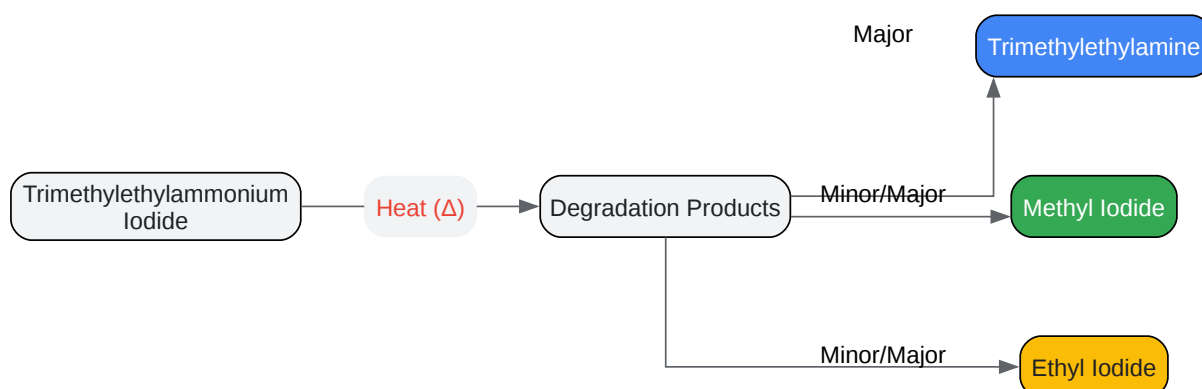 Major
Trimethylethylamine
Trimethylethylammonium
Iodide
Heat (Δ)
Degradation Products
Minor/Major
Methyl Iodide
Minor/Major
Ethyl Iodide